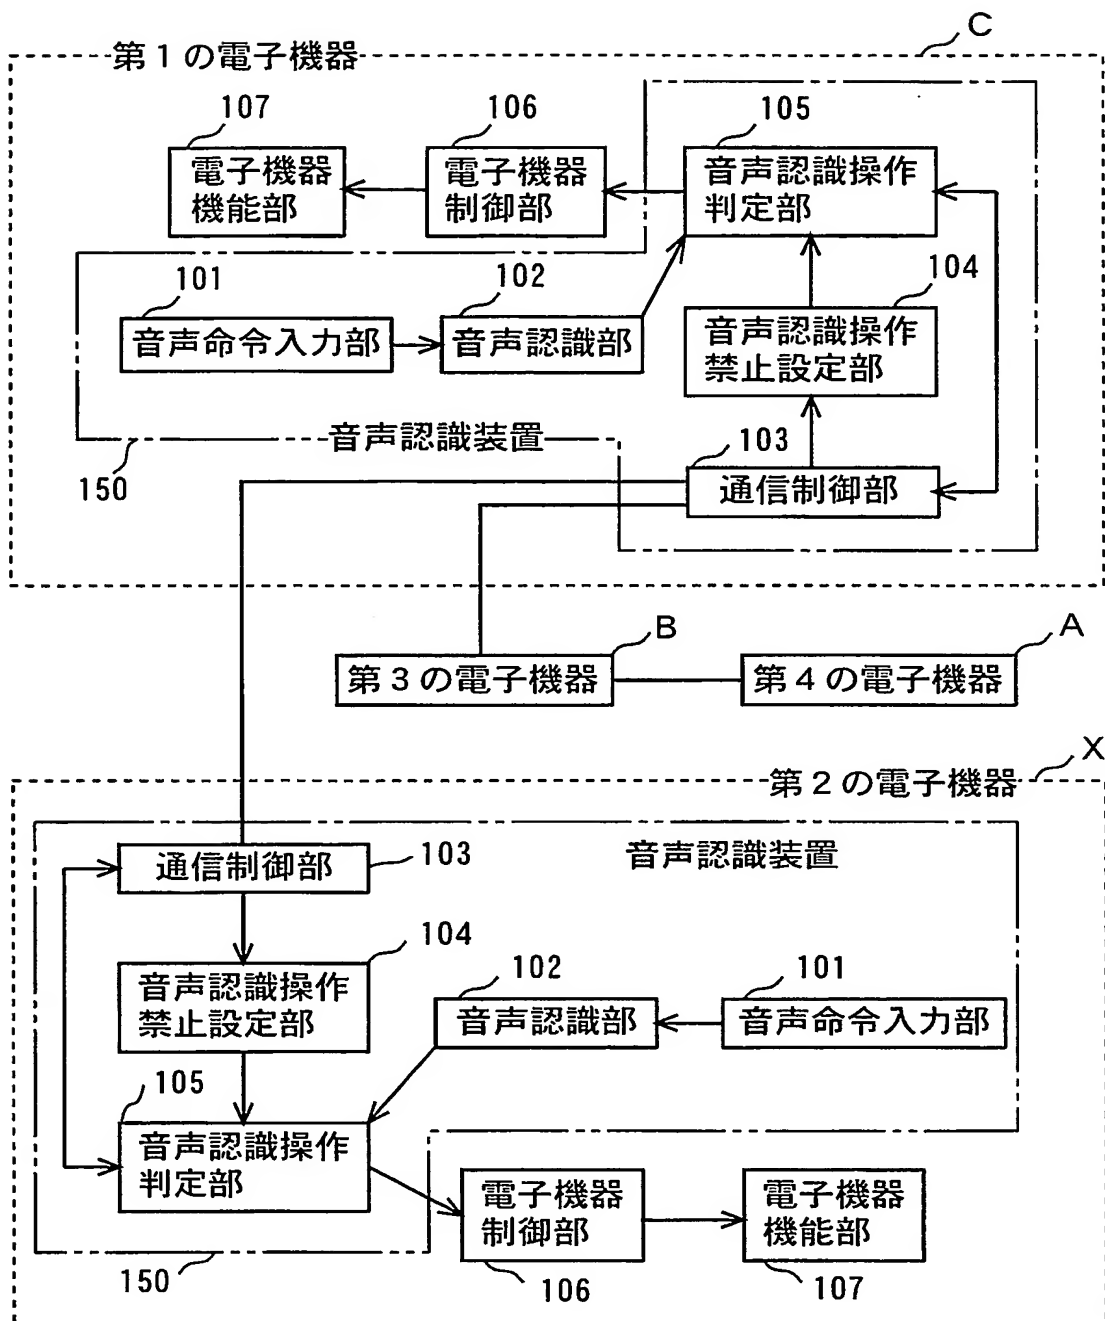 C
第１の電子機器
107
106
105
電子機器
機能部
電子機器
制御部
音声認識操作
判定部
101
102
104
音声命令入力部
音声認識部
音声認識操作
禁止設定部
音声認識装置
103
150
通信制御部
B
A
第３の電子機器
第４の電子機器
X
第２の電子機器
通信制御部
103
音声認識装置
104
102
101
音声認識操作
禁止設定部
音声認識部
音声命令入力部
105
音声認識操作
判定部
電子機器
制御部
電子機器
機能部
150
106
107